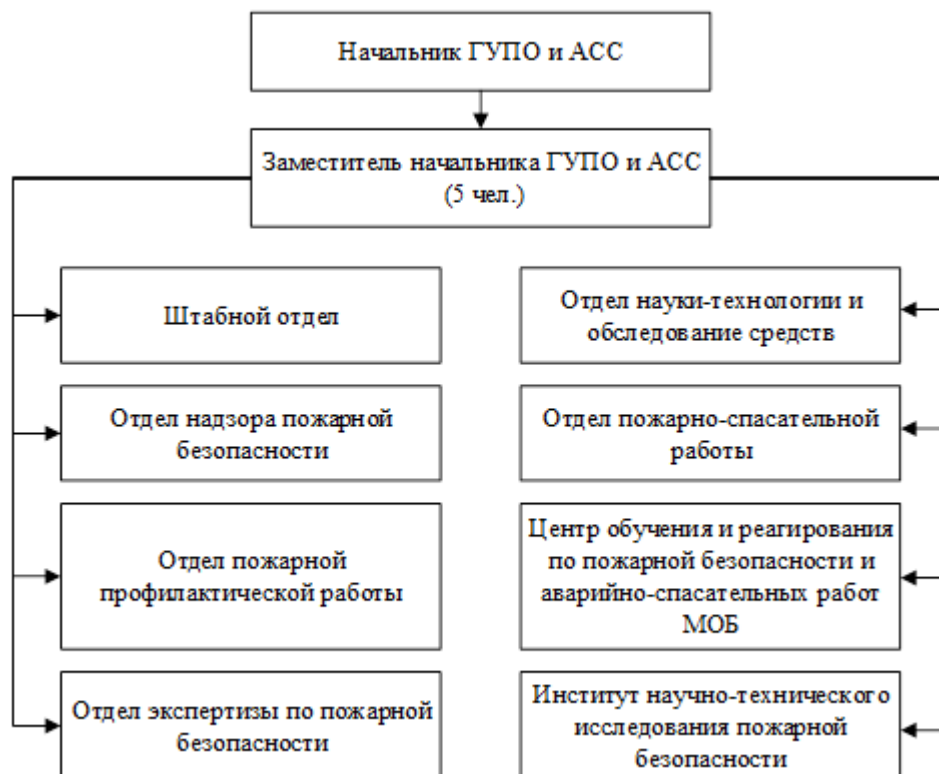 Начальник ГУПО и АСС
Заместитель начальника ГУПО и АСС
(5 чел.)
Штабной отдел
Отдел надзора пожарной
безопасности
Отдел пожарной
профилактической работы
Отдел экспертизы по пожарной
безопасности
Отдел науки-технологии и
обследование средств
Отдел пожарно-спасательной
работы
Центр обучения и реагирования
по пожарной безопасности и
аварийно-спасательных работ
МОБ
Институт научно-технического
исследования пожарной
безопасности